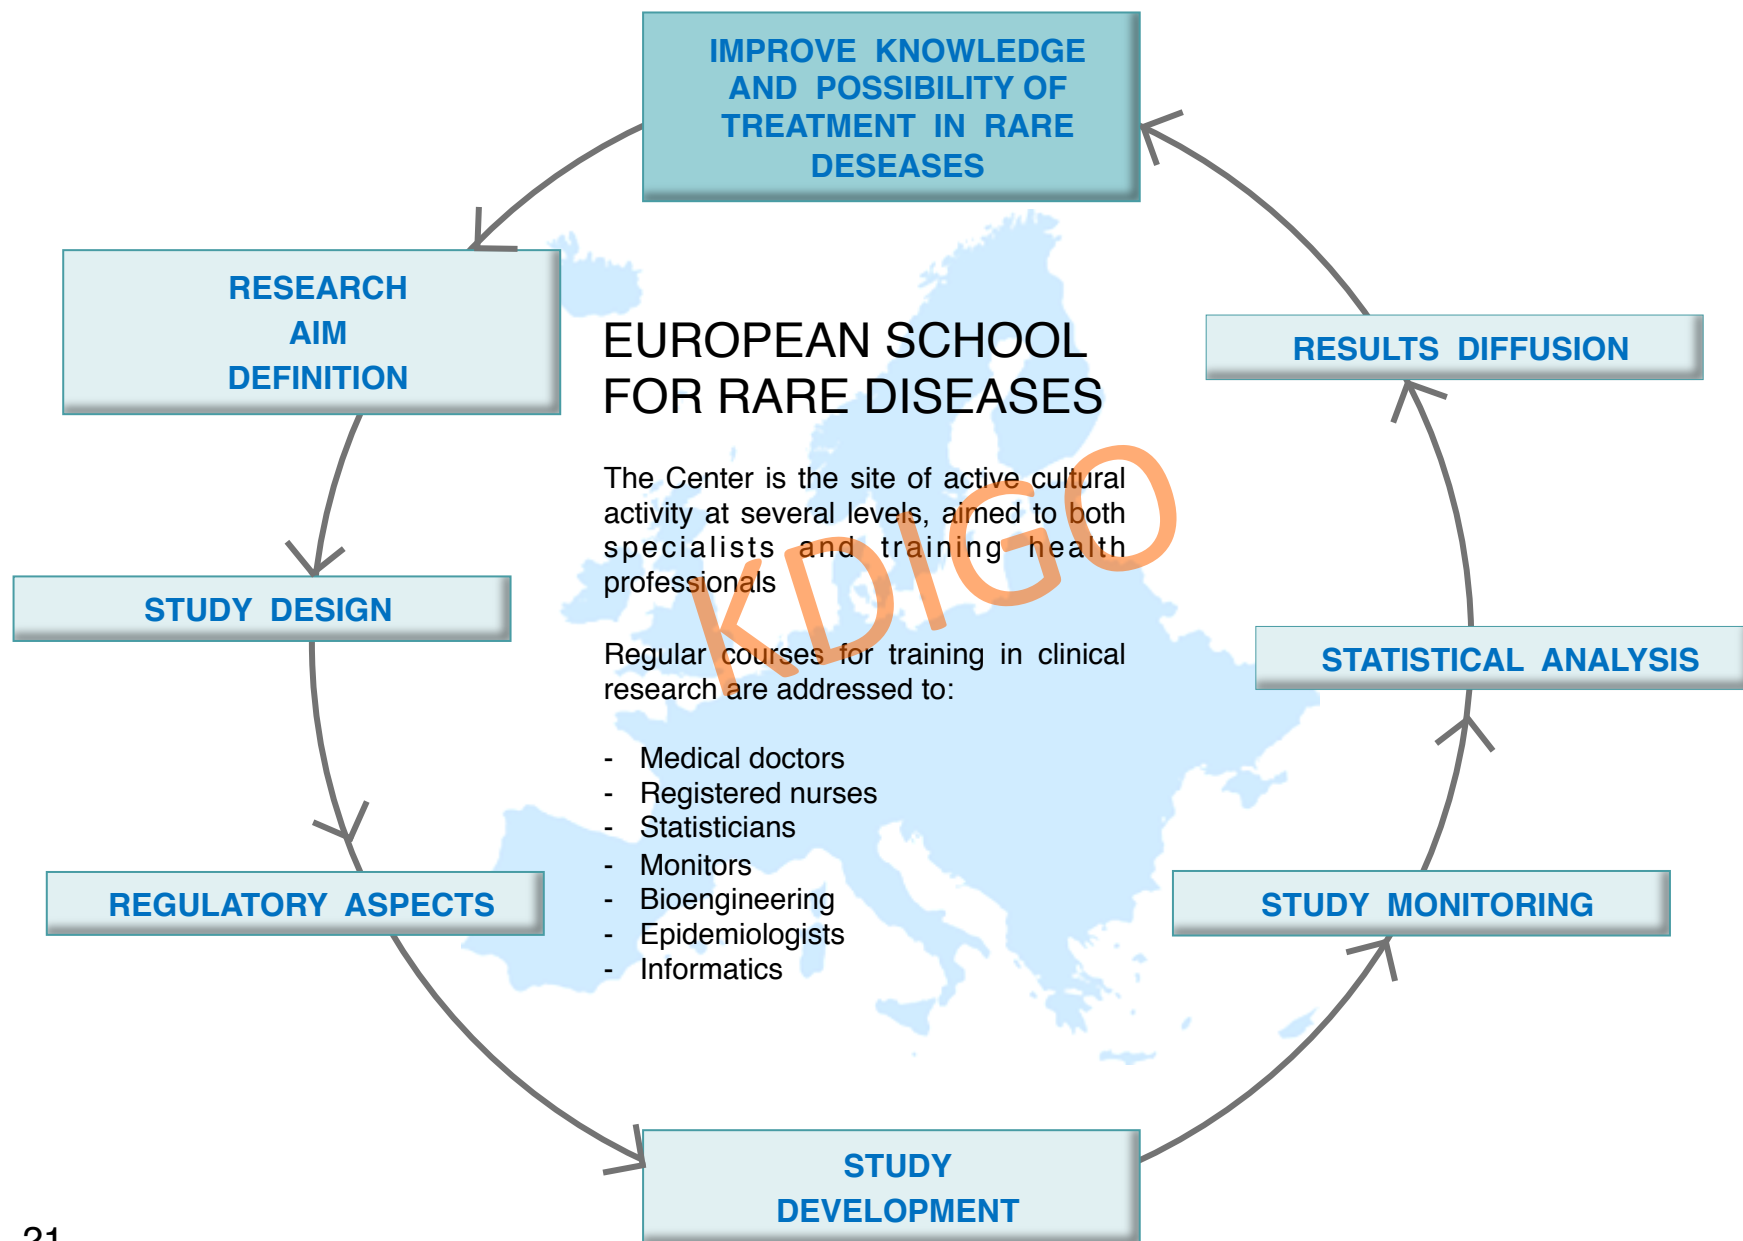 IMPROVE KNOWLEDGE
AND POSSIBILITY OF
TREATMENT IN RARE
DESEASES
RESEARCH
AIM
DEFINITION
STUDY DESIGN
REGULATORY ASPECTS
STUDY
DEVELOPMENT
STUDY MONITORING
STATISTICAL ANALYSIS
RESULTS DIFFUSION
EUROPEAN SCHOOL
FOR RARE DISEASES
The Center is the site of active cultural
activity at several levels, aimed to both
specialists and training health
professionals
Regular courses for training in clinical
research are addressed to:
- Medical doctors
- Registered nurses
- Statisticians
- Monitors
- Bioengineering
- Epidemiologists
- Informatics
KDIGO
21